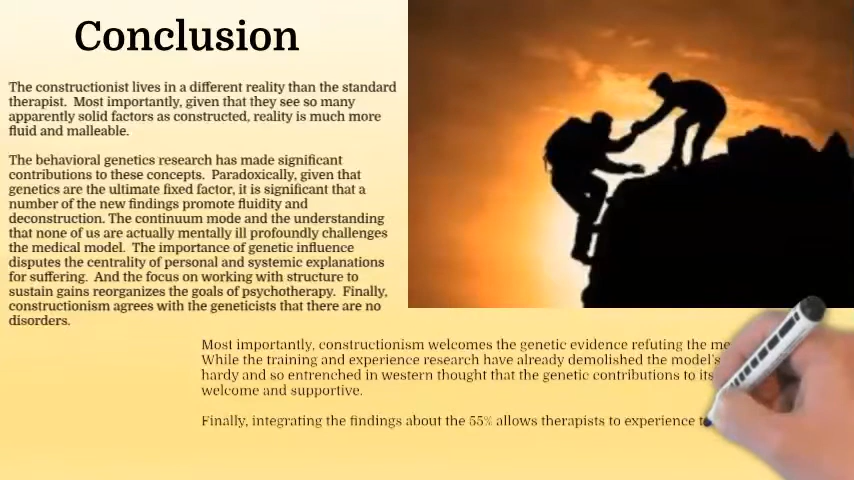 Conclusion
The constructionist lives in a different reality than the standard
therapist.  Most importantly, given that they see so many
apparently solid factors as constructed, reality is much more
fluid and malleable.
The behavioral genetics research has made significant
contributions to these concepts.  Paradoxically, given that
genetics are the ultimate fixed factor, it is significant that a
number of the new findings promote fluidity and
deconstruction. The continuum mode and the understanding
that none of us are actually mentally ill profoundly challenges
the medical model.  The importance of genetic influence
disputes the centrality of personal and systemic explanations
for suffering.  And the focus on working with structure to
sustain gains reorganizes the goals of psychotherapy.  Finally,
constructionism agrees with the geneticists that there are no
disorders.
Most importantly, constructionism welcomes the genetic evidence refuting the
While the training and experience research have already demolished the model's
hardy and so entrenched in western thought that the genetic contributions to its
welcome and supportive.
Finally, integrating the findings about the 55% allows therapists to experience